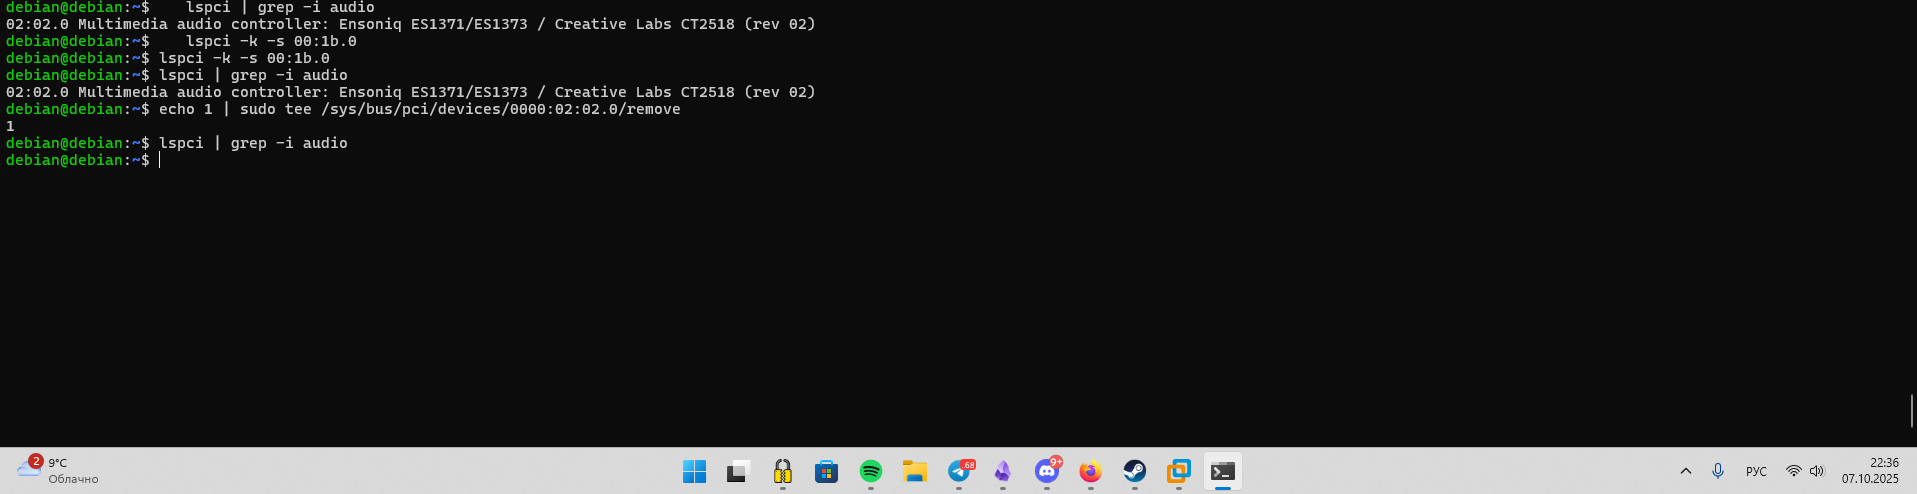 debian@debian:~$    lspci | grep -i audio
02:02.0 Multimedia audio controller: Ensoniq ES1371/ES1373 / Creative Labs CT2518 (rev 02)
debian@debian:~$    lspci -k -s 00:1b.0
debian@debian:~$ lspci -k -s 00:1b.0
debian@debian:~$ lspci | grep -i audio
02:02.0 Multimedia audio controller: Ensoniq ES1371/ES1373 / Creative Labs CT2518 (rev 02)
debian@debian:~$ echo 1 | sudo tee /sys/bus/pci/devices/0000:02:02.0/remove
1
debian@debian:~$ lspci | grep -i audio
debian@debian:~$
2
9°C
Облачно
.68
9+
РУС
22:36
07.10.2025